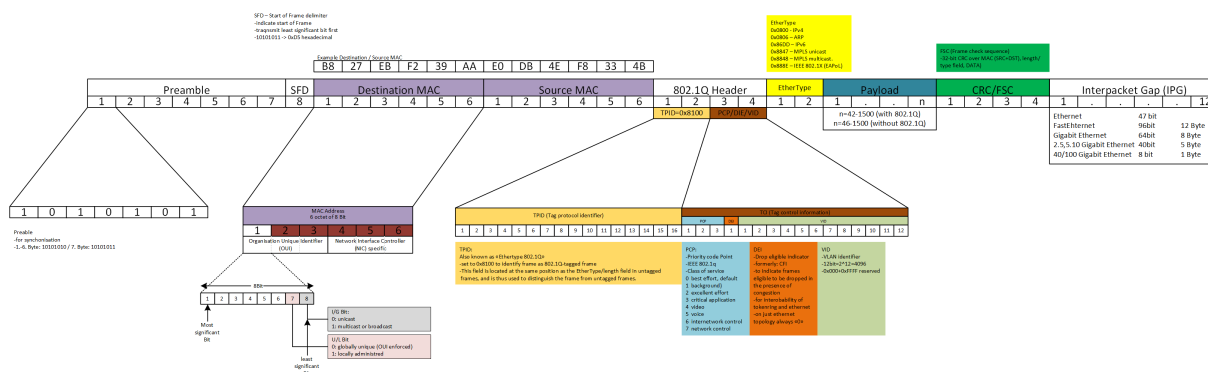 SFD – Start of Frame delimiter
-indicate start of Frame
-traqnsmit least significant bit first
-10101011 -> 0xD5 hexadecimal
EtherType
0x0800 - IPv4
0x0806 – ARP
0x86DD – IPv6
0x8847 – MPLS unicast
0x8848 – MPLS multicast.
0x888E – IEEE 802.1X (EAPoL)
FSC (Frame check sequence)
-32-bit CRC over MAC (SRC+DST), length/
type field, DATA)
Example Destination / Source MAC
B8 27 EB F2 39 AA E0 DB 4E F8 33 4B
Preamble SFD Destination MAC Source MAC 802.1Q Header EtherType Payload CRC/FSC Interpacket Gap (IPG)
1 2 3 4 5 6 7 8 1 2 3 4 5 6 1 2 3 4 5 6 1 2 3 4 1 2 1 . . n 1 2 3 4 1 . . . . 12
TPID=0x8100 PCP/DIE/VID
n=42-1500 (with 802.1Q)
n=46-1500 (without 802.1Q)
Ethernet 47 bit
FastEhternet 96bit 12 Byte
Gigabit Ethernet 64bit 8 Byte
2.5,5.10 Gigabit Ethernet 40bit 5 Byte
40/100 Gigabit Ethernet 8 bit 1 Byte
1 0 1 0 1 0 1
Preable
-for synchonisation
-1.-6. Byte: 10101010 / 7. Byte: 10101011
MAC Address
6 octet of 8 Bit
1 2 3 4 5 6
Organisation Unique Identifier
(OUI)
Network Interface Controller
(NIC) specific
8Bit
1 2 3 4 5 6 7 8
Most
significant
Bit
least
significant
I/G Bit:
0: unicast
1: multicast or broadcast
U/L Bit
0: globally unique (OUI enforced)
1: locally administred
TPID (Tag protocol identifier) TCI (Tag control information)
PCP DEI VID
1 2 3 4 5 6 7 8 9 10 11 12 13 14 15 16 1 2 3 1 1 2 3 4 5 6 7 8 9 10 11 12
TPID:
Also known as «Ethertype 802.1Q»
-set to 0x8100 to identify frame as 802.1Q-tagged frame
-This field is located at the same position as the EtherType/length field in untagged
frames, and is thus used to distinguish the frame from untagged frames.
PCP:
-Priority code Point
-IEEE 802.1q
-Class of service
0 best effort, default
1 background)
2 excellent effort
3 critical application
4 video
5 voice
6 internetwork control
7 network control
DEI
-Drop eligible indicator
-formerly: CFI
-to indicate frames
eligible to be dropped in
the presence of
congestion
-for interobability of
tokenring and ethernet
-on just ethernet
topology always «0»
VID
-VLAN Identifier
-12bit=2^12=4096
-0x000+0xFFFF reserved